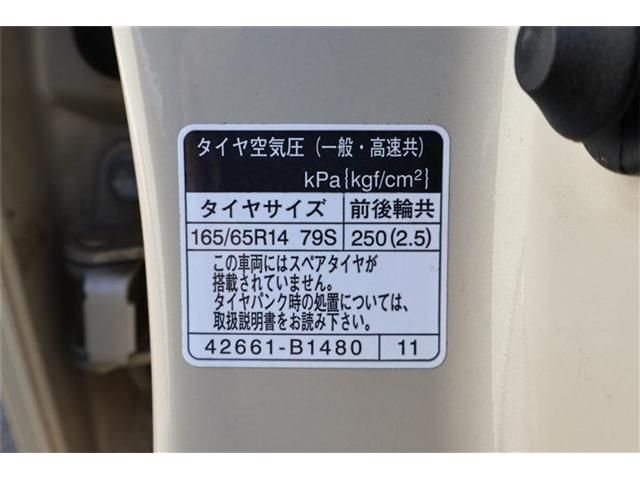 タイヤ空気圧（一般・高速共）
kPa{kgf/cm²}
タイヤサイズ 前後輪共
165/65R14 79S 250(2.5)
この車両にはスペアタイヤが
搭載されていません。
タイヤパンク時の処置については、
取扱説明書をお読み下さい。
42661-B1480 11